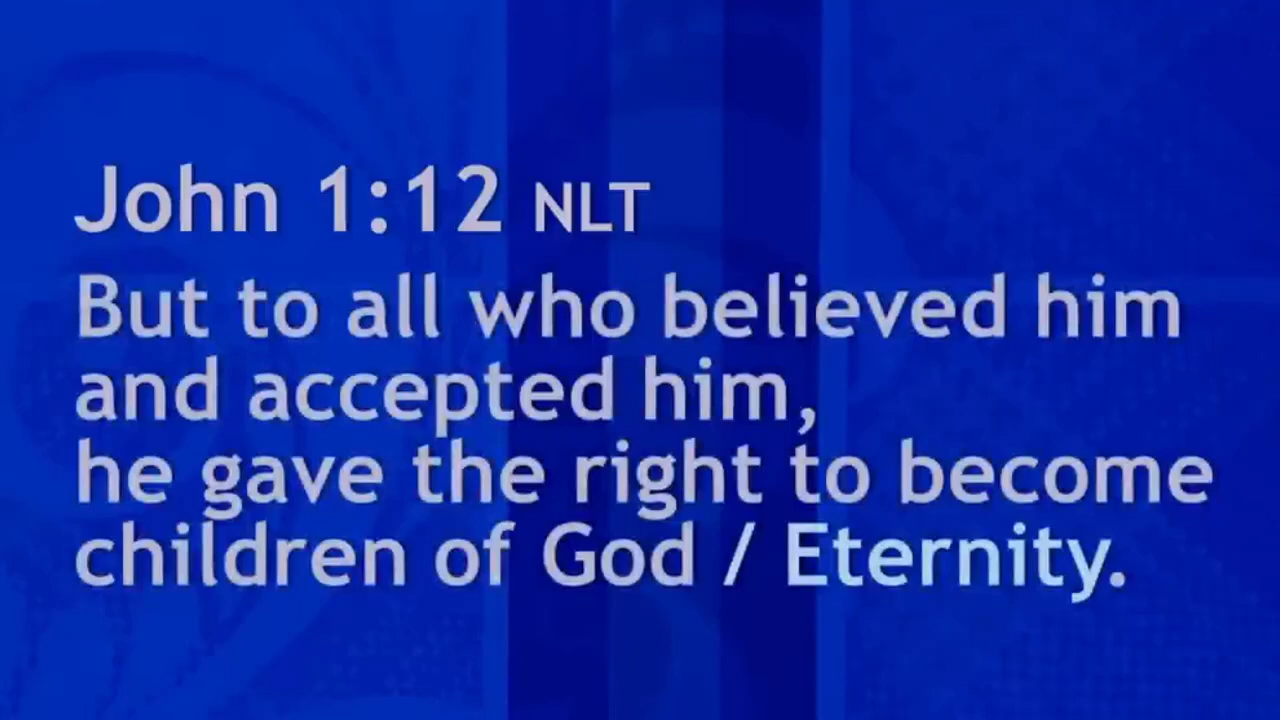 John 1:12 NLT
But to all who believed him
and accepted him,
he gave the right to become
children of God / Eternity.